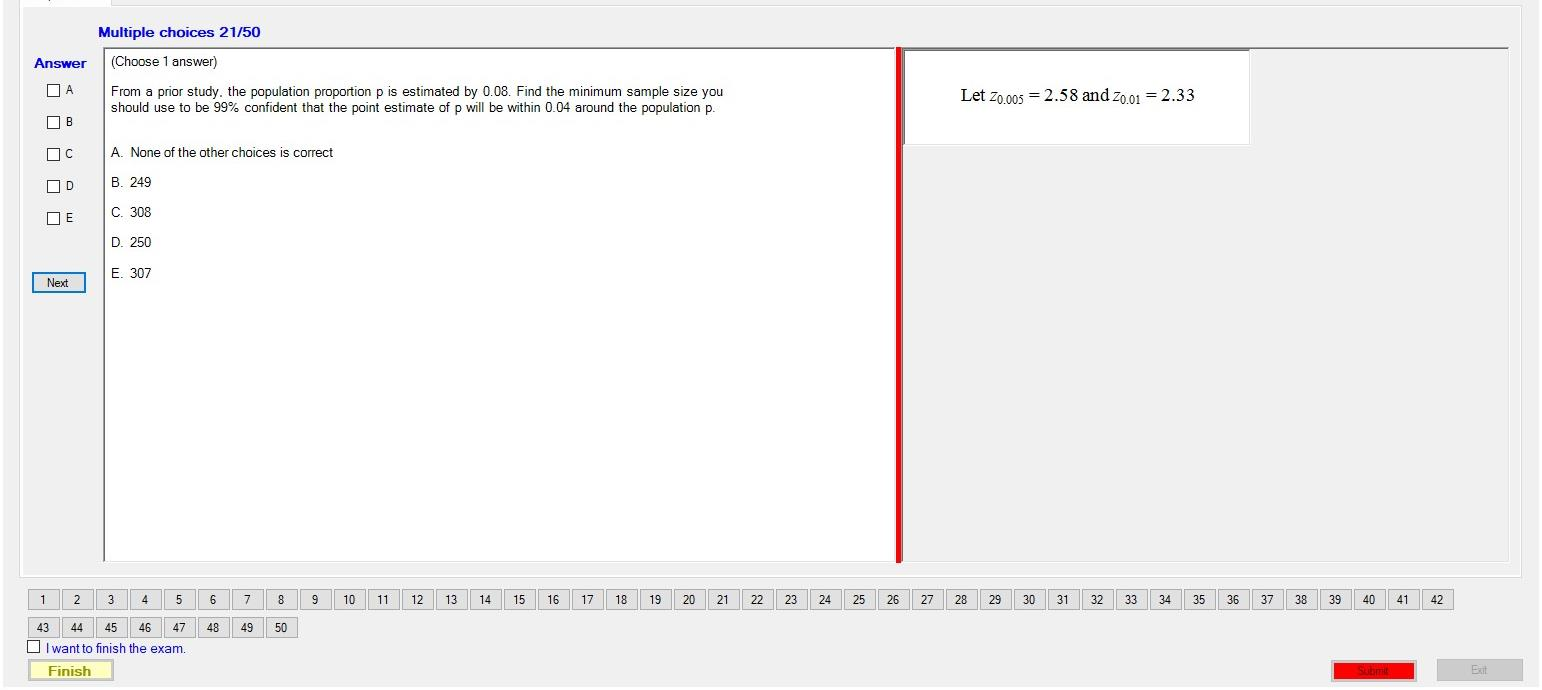 Multiple choices 21/50
Answer
A
B
C
D
E
Next
(Choose 1 answer)
From a prior study, the population proportion p is estimated by 0.08. Find the minimum sample size you
should use to be 99% confident that the point estimate of p will be within 0.04 around the population p.
A. None of the other choices is correct
B. 249
C. 308
D. 250
E. 307
Let z0.005 = 2.58 and z0.01 = 2.33
1 2 3 4 5 6 7 8 9 10 11 12 13 14 15 16 17 18 19 20 21 22 23 24 25 26 27 28 29 30 31 32 33 34 35 36 37 38 39 40 41 42
43 44 45 46 47 48 49 50
I want to finish the exam.
Finish
Submit
Exit